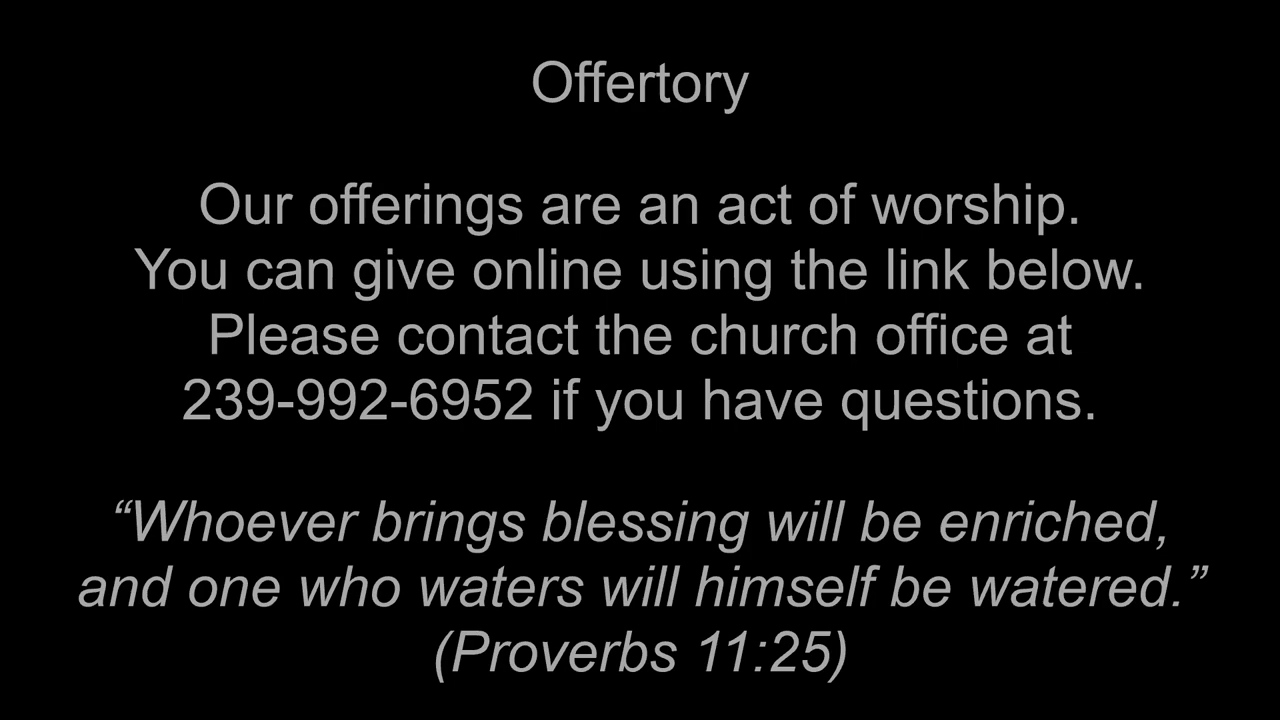 Offertory
Our offerings are an act of worship.
You can give online using the link below.
Please contact the church office at
239-992-6952 if you have questions.
“Whoever brings blessing will be enriched,
and one who waters will himself be watered.”
(Proverbs 11:25)